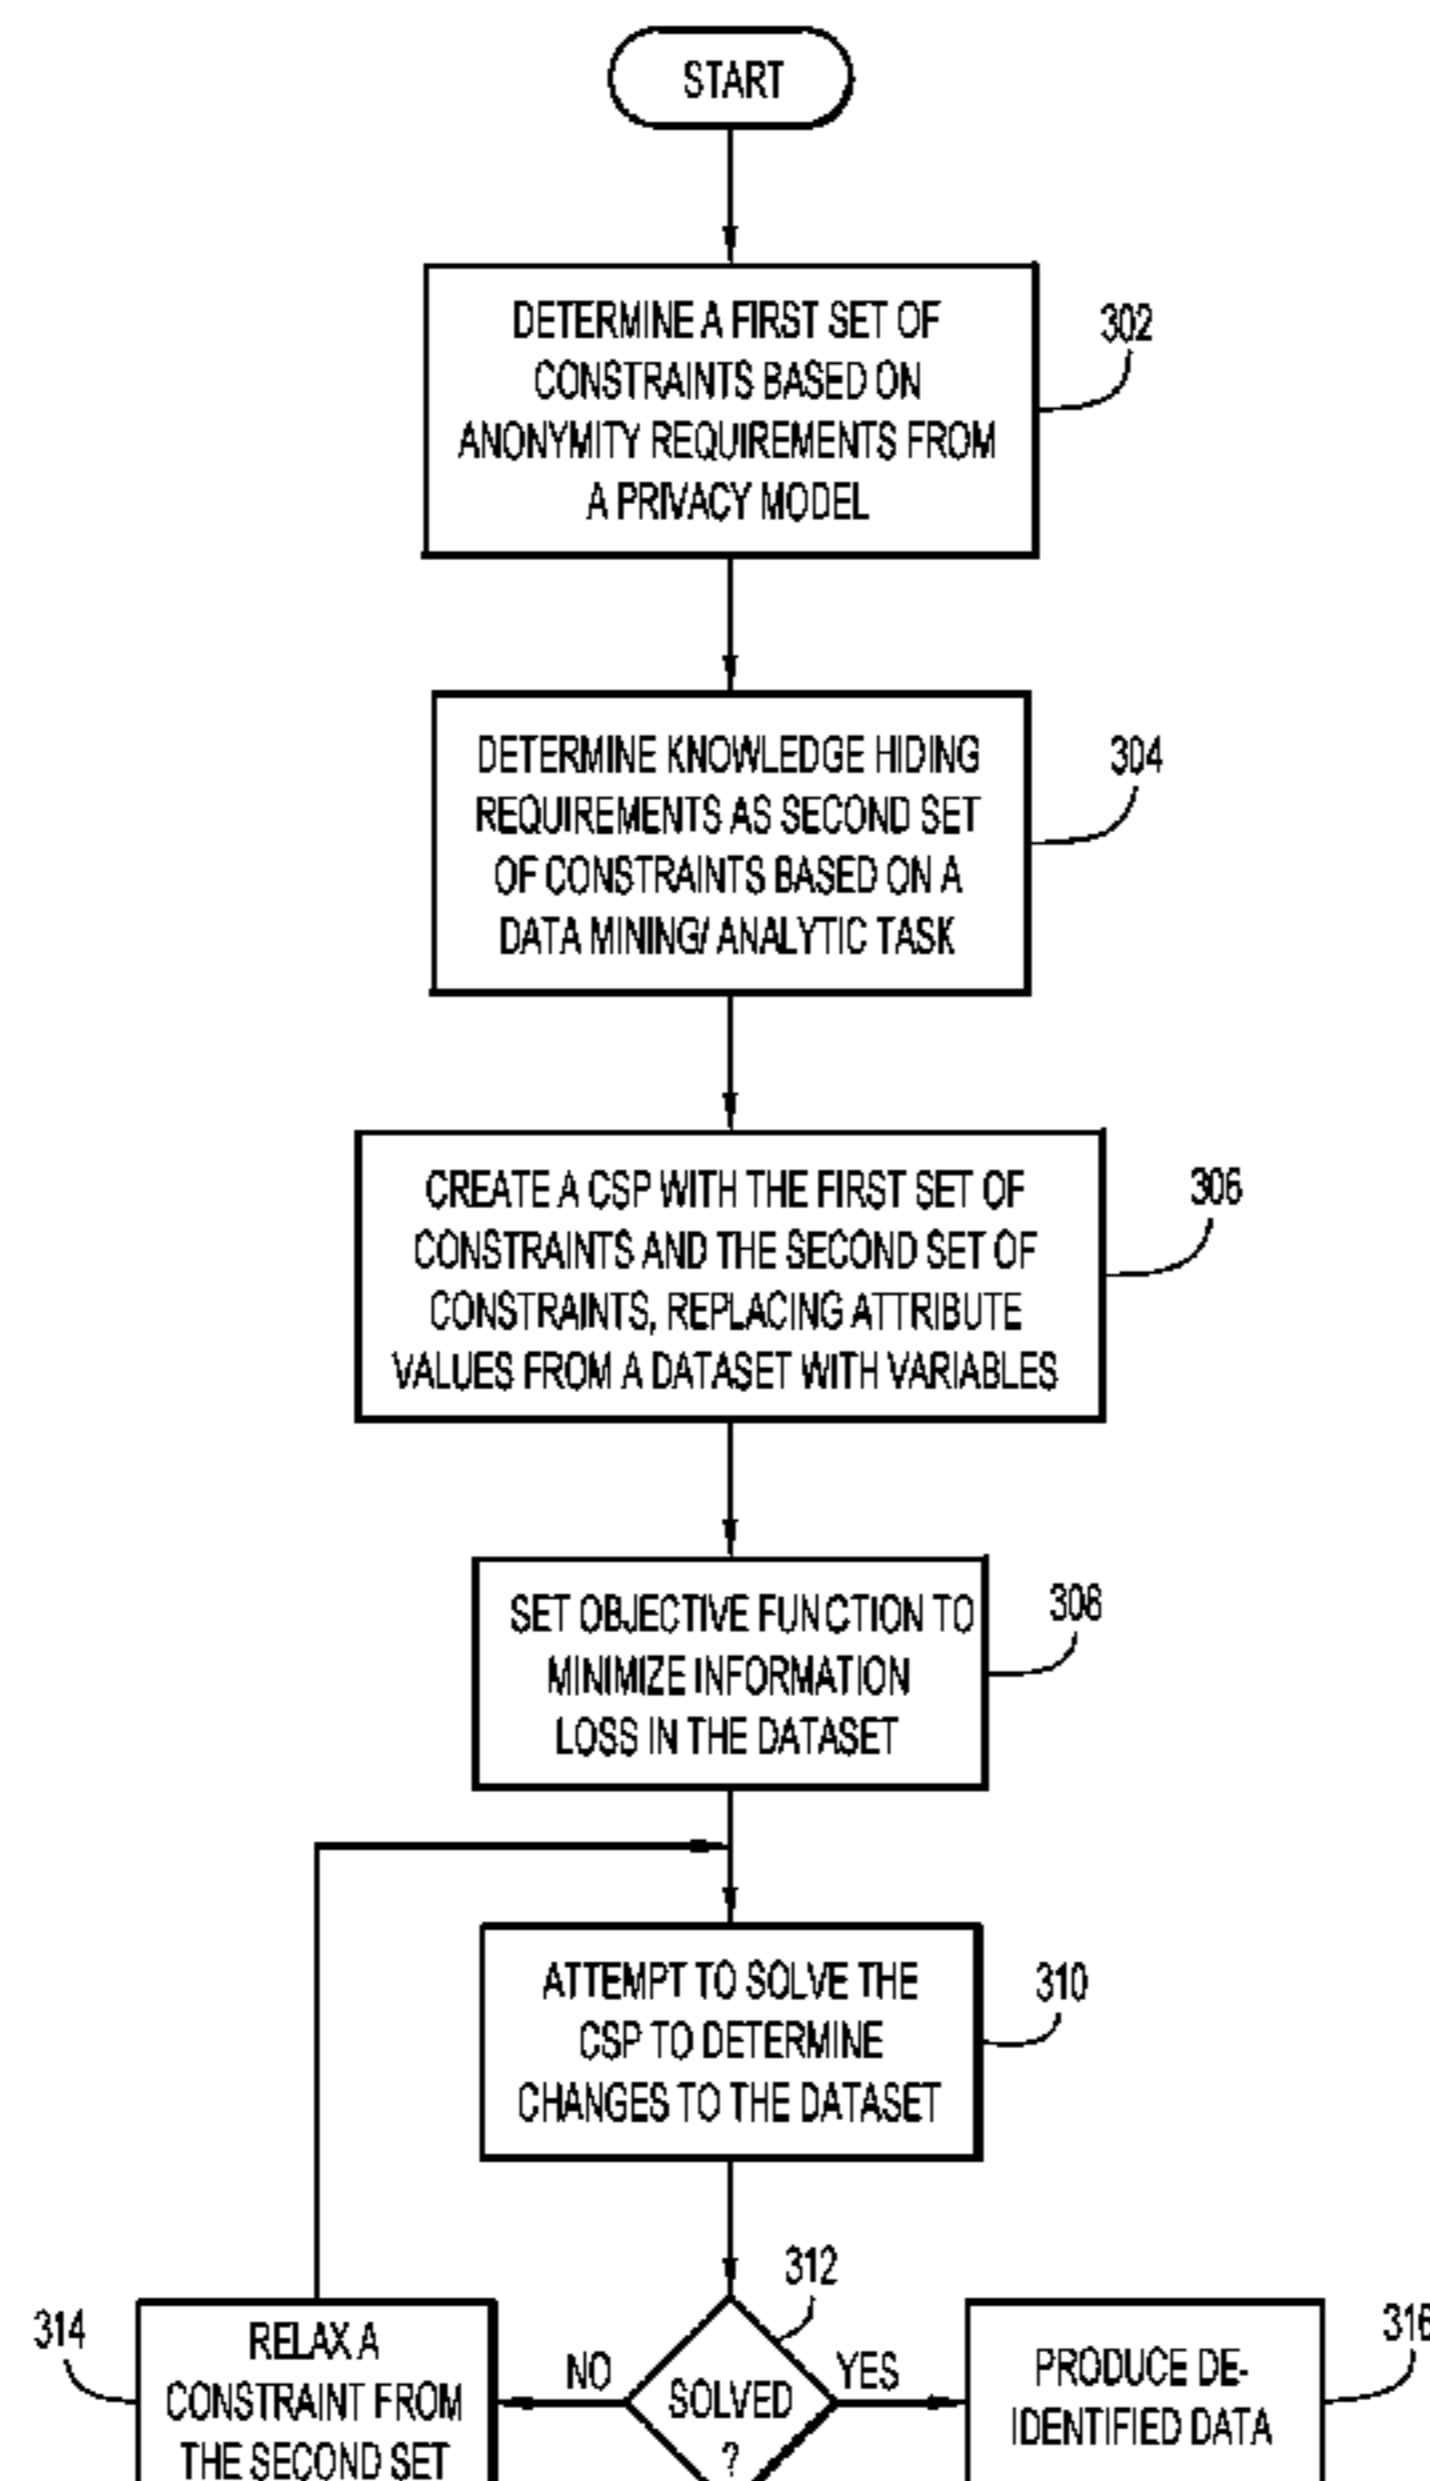 START
DETERMINE A FIRST SET OF
CONSTRAINTS BASED ON
ANONYMITY REQUIREMENTS FROM
A PRIVACY MODEL
302
DETERMINE KNOWLEDGE HIDING
REQUIREMENTS AS SECOND SET
OF CONSTRAINTS BASED ON A
DATA MINING/ ANALYTIC TASK
304
CREATE A CSP WITH THE FIRST SET OF
CONSTRAINTS AND THE SECOND SET OF
CONSTRAINTS, REPLACING ATTRIBUTE
VALUES FROM A DATASET WITH VARIABLES
306
SET OBJECTIVE FUNCTION TO
MINIMIZE INFORMATION
LOSS IN THE DATASET
308
ATTEMPT TO SOLVE THE
CSP TO DETERMINE
CHANGES TO THE DATASET
310
312
314
RELAX A
CONSTRAINT FROM
THE SECOND SET
NO
SOLVED
?
YES
PRODUCE DE-
IDENTIFIED DATA
316